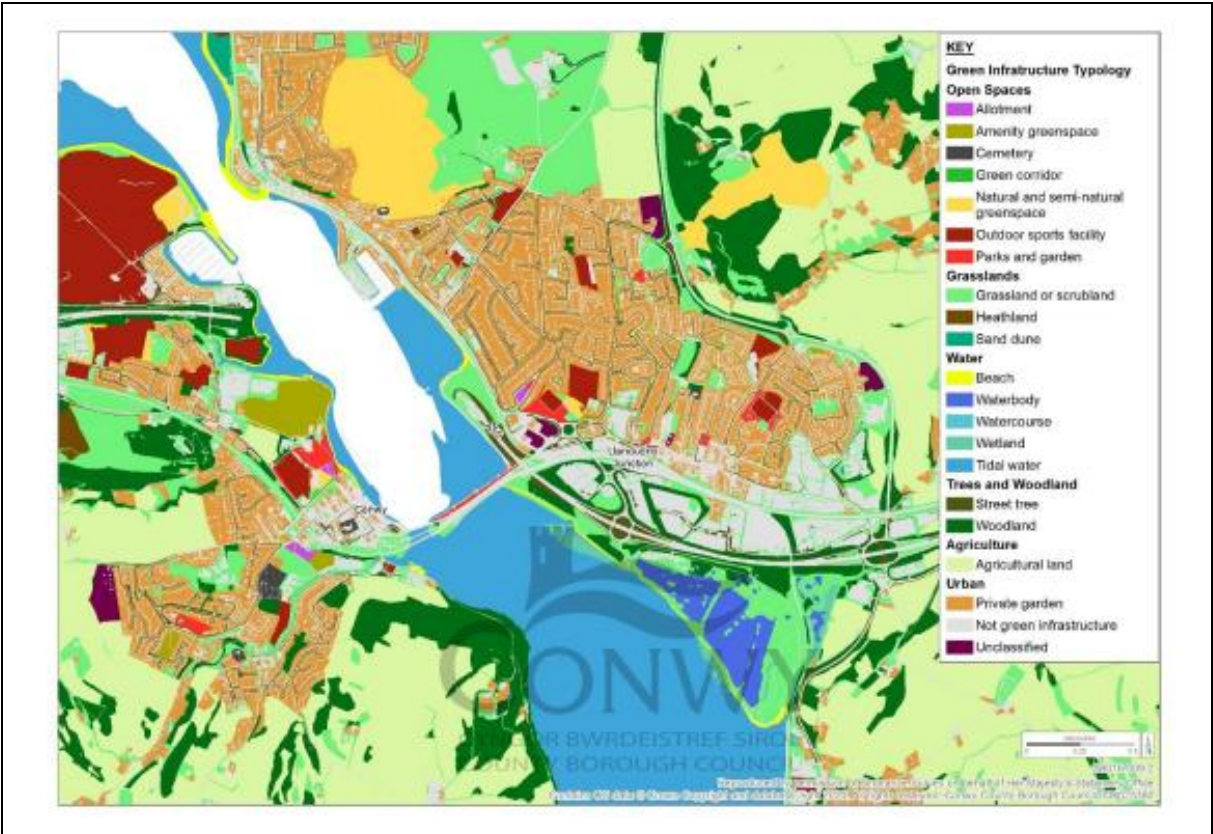 KEY
Green Infratructure Typology
Open Spaces
Allotment
Amenity greenspace
Cemetery
Green corridor
Natural and semi-natural
greenspace
Outdoor sports facility
Parks and garden
Grasslands
Grassland or scrubland
Heathland
Sand dune
Water
Beach
Waterbody
Watercourse
Wetland
Tidal water
Trees and Woodland
Street tree
Woodland
Agriculture
Agricultural land
Urban
Private garden
Not green infrastructure
Unclassified
Llandudno
Junction
Conwy
CONWY
BWRDEISTREF SIROL
COUNTY BOROUGH COUNCIL